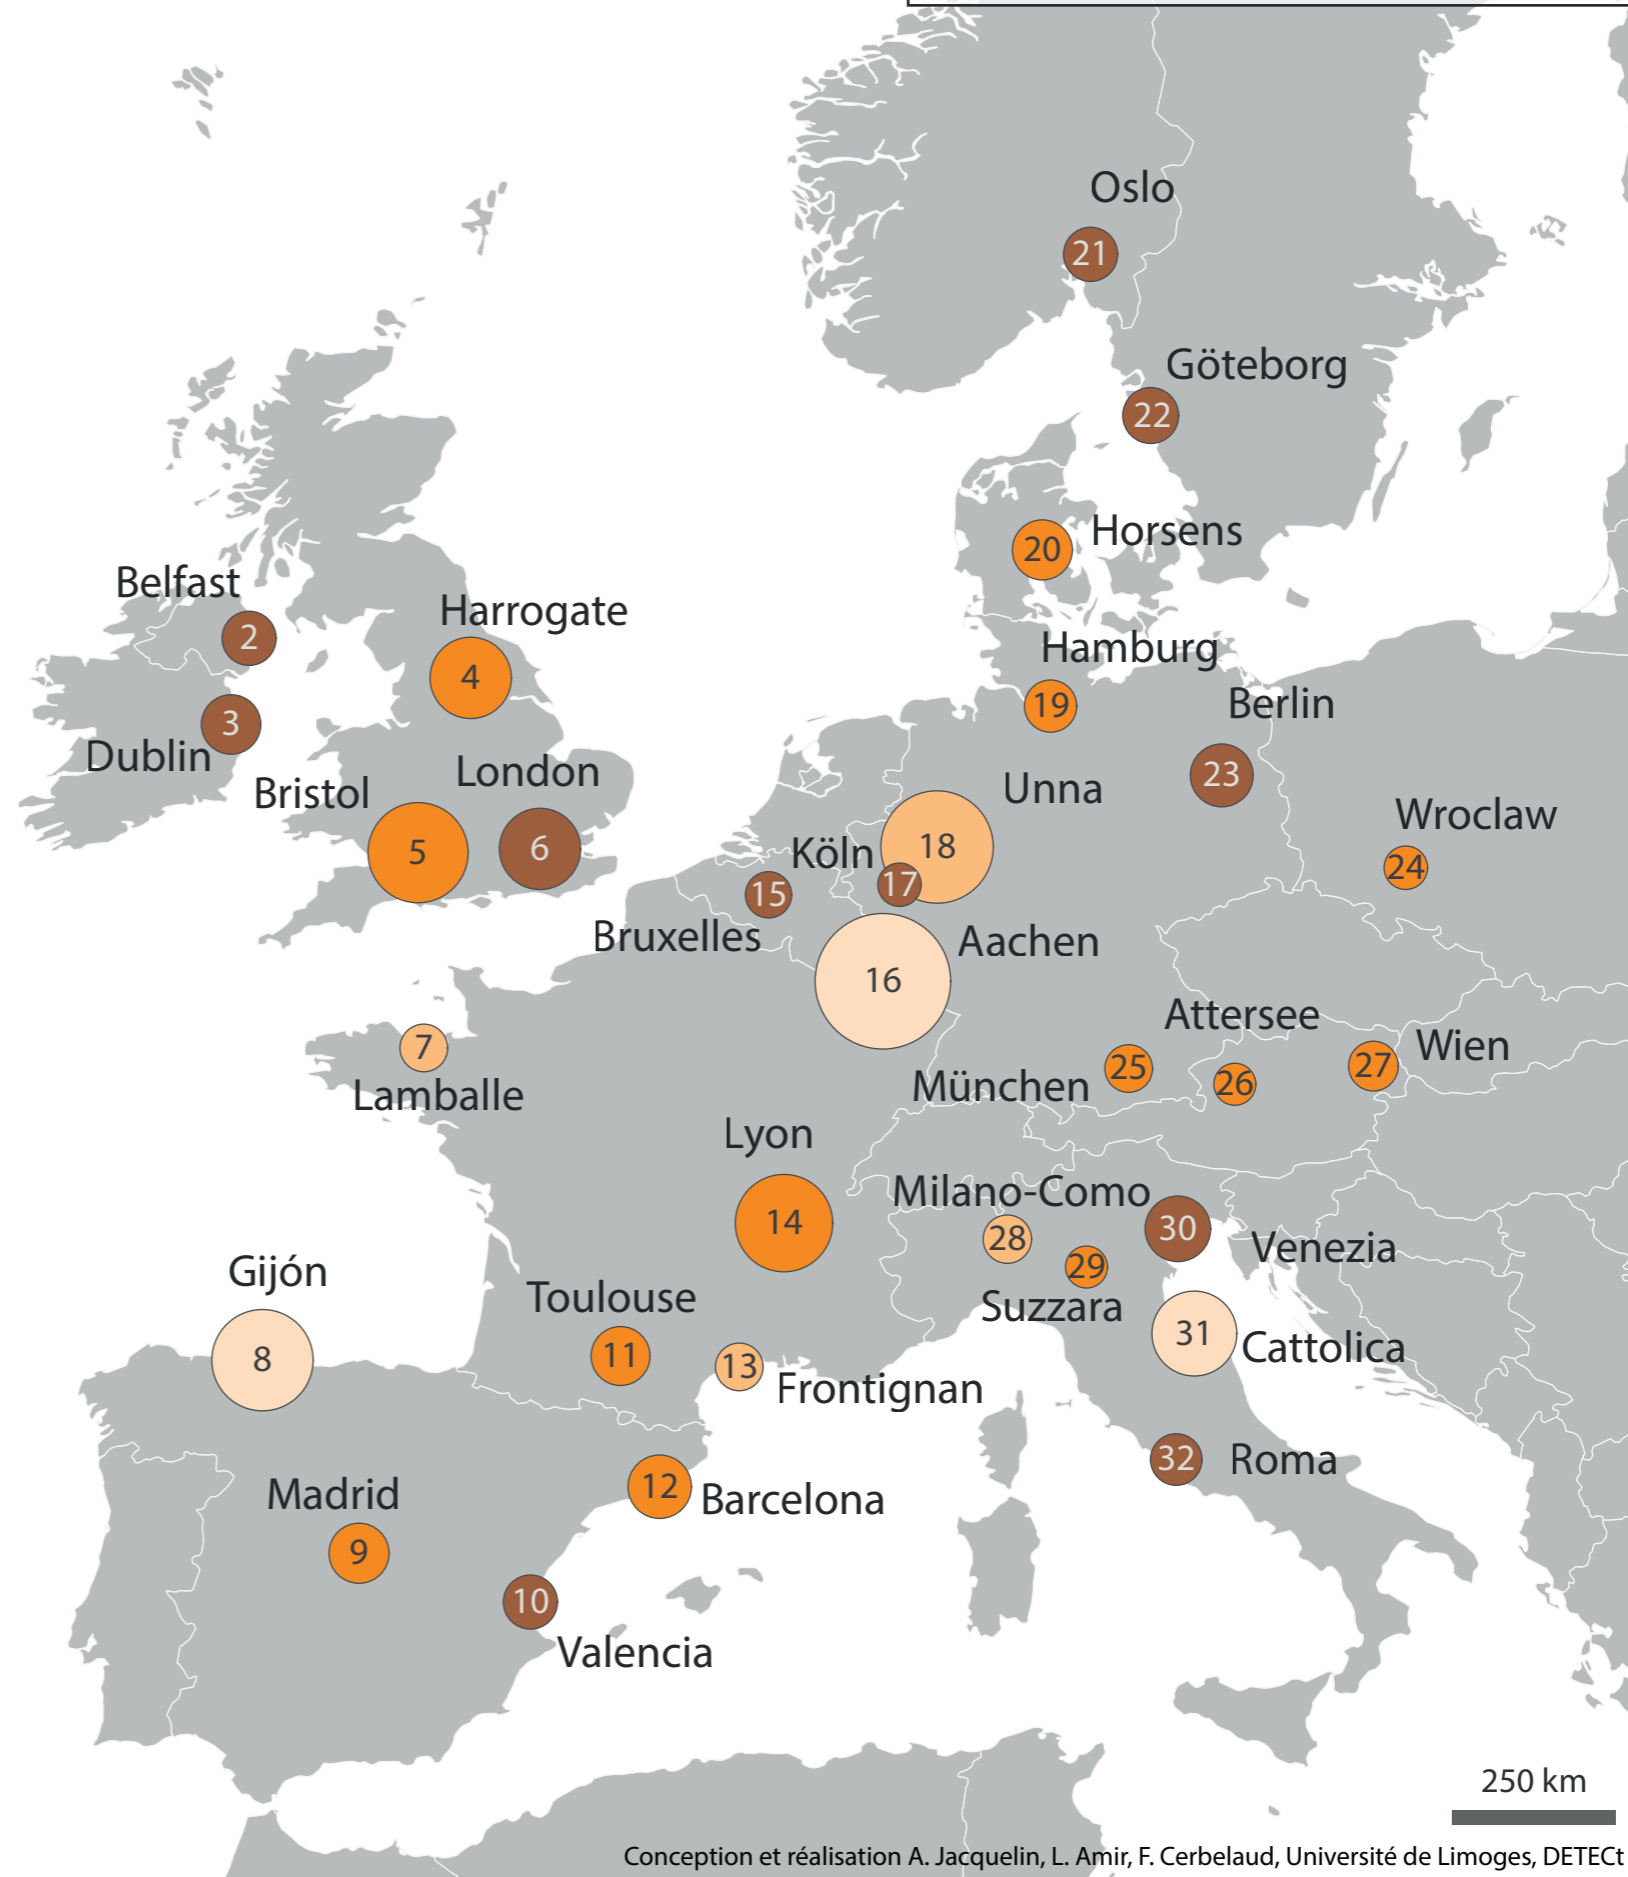 Oslo
21
Göteborg
22
20
Horsens
Belfast
2
Harrogate
4
Hamburg
19
3
Dublin
Berlin
23
London
Bristol
5
6
Unna
Wroclaw
24
Köln
18
17
15
Bruxelles
Aachen
16
7
Lamballe
Attersee
25
München
26
27
Wien
Lyon
14
Milano-Como
28
30
Venezia
29
Suzzara
Gijón
8
Toulouse
11
13
Frontignan
31
Cattolica
32
Roma
Madrid
9
12
Barcelona
10
Valencia
250 km
Conception et réalisation A. Jacquelin, L. Amir, F. Cerbelaud, Université de Limoges, DETECt